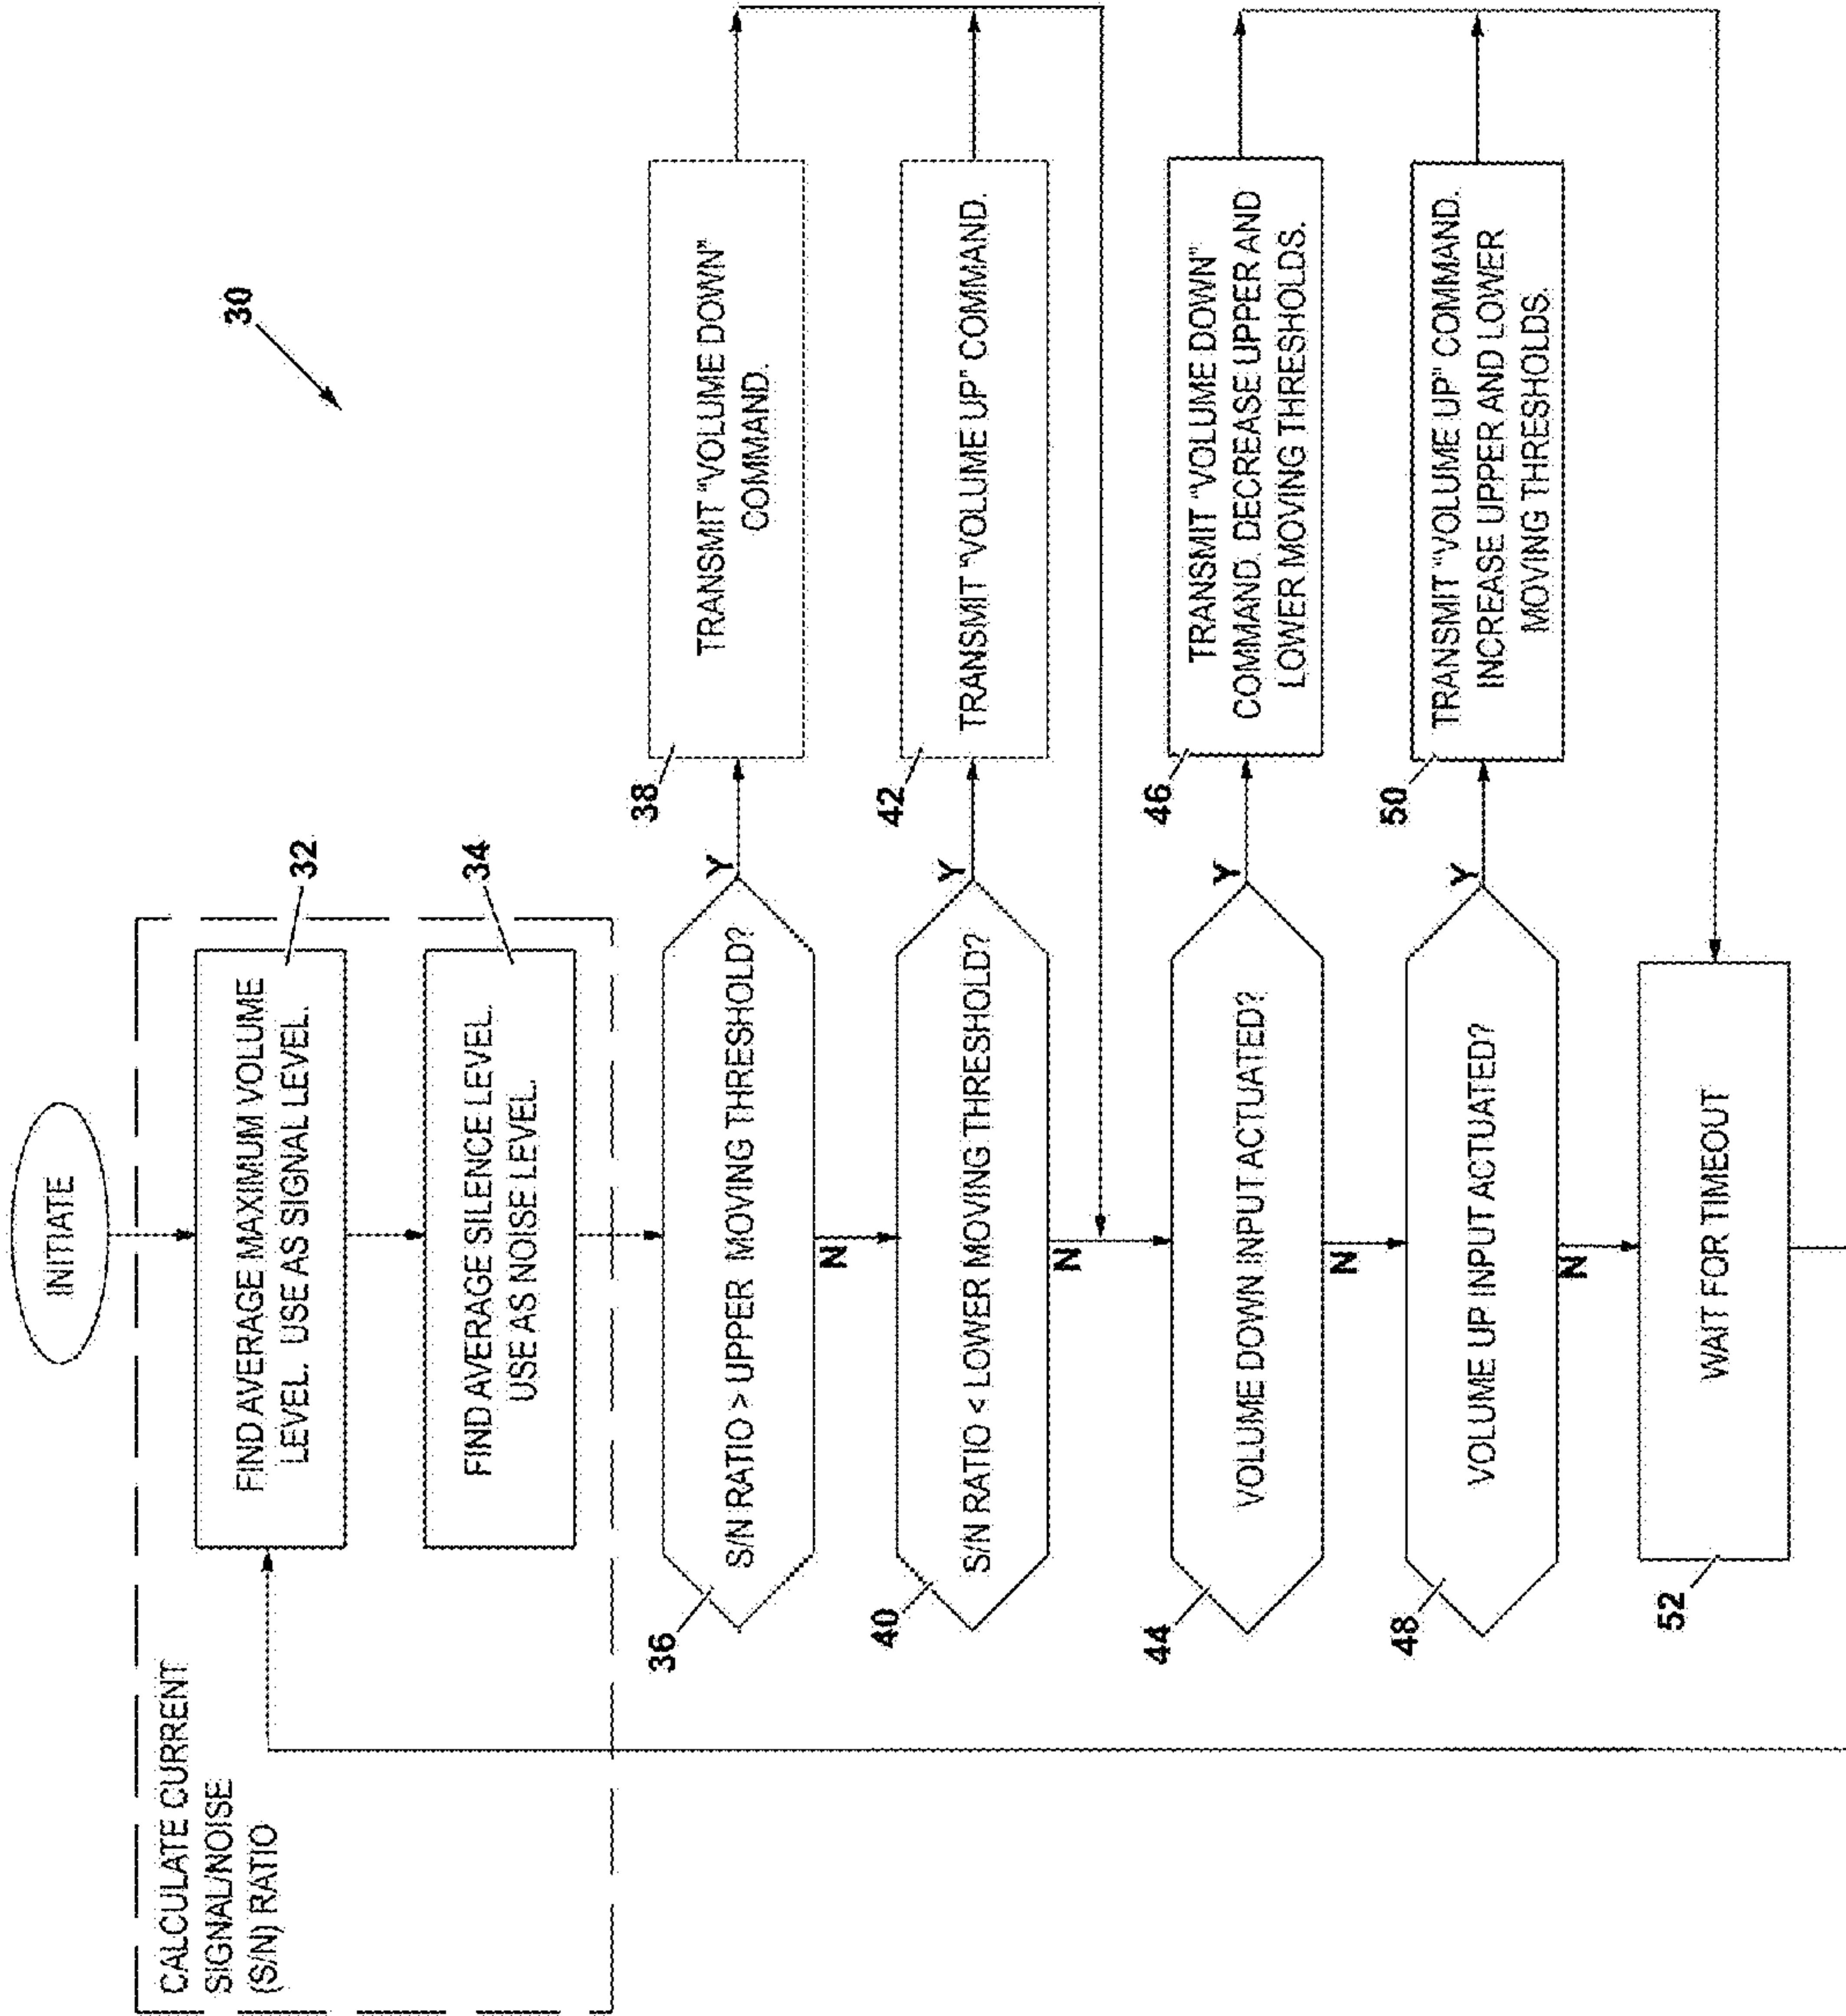 INITIATE
CALCULATE CURRENT
SIGNAL/NOISE
(S/N) RATIO
FIND AVERAGE MAXIMUM VOLUME
LEVEL. USE AS SIGNAL LEVEL.
32
FIND AVERAGE SILENCE LEVEL.
USE AS NOISE LEVEL.
34
30
36
S/N RATIO > UPPER MOVING THRESHOLD?
Y
N
38
TRANSMIT "VOLUME DOWN"
COMMAND.
40
S/N RATIO < LOWER MOVING THRESHOLD?
Y
N
42
TRANSMIT "VOLUME UP" COMMAND.
44
VOLUME DOWN INPUT ACTUATED?
Y
N
46
TRANSMIT "VOLUME DOWN"
COMMAND. DECREASE UPPER AND
LOWER MOVING THRESHOLDS.
48
VOLUME UP INPUT ACTUATED?
Y
N
50
TRANSMIT "VOLUME UP" COMMAND.
INCREASE UPPER AND LOWER
MOVING THRESHOLDS.
52
WAIT FOR TIMEOUT